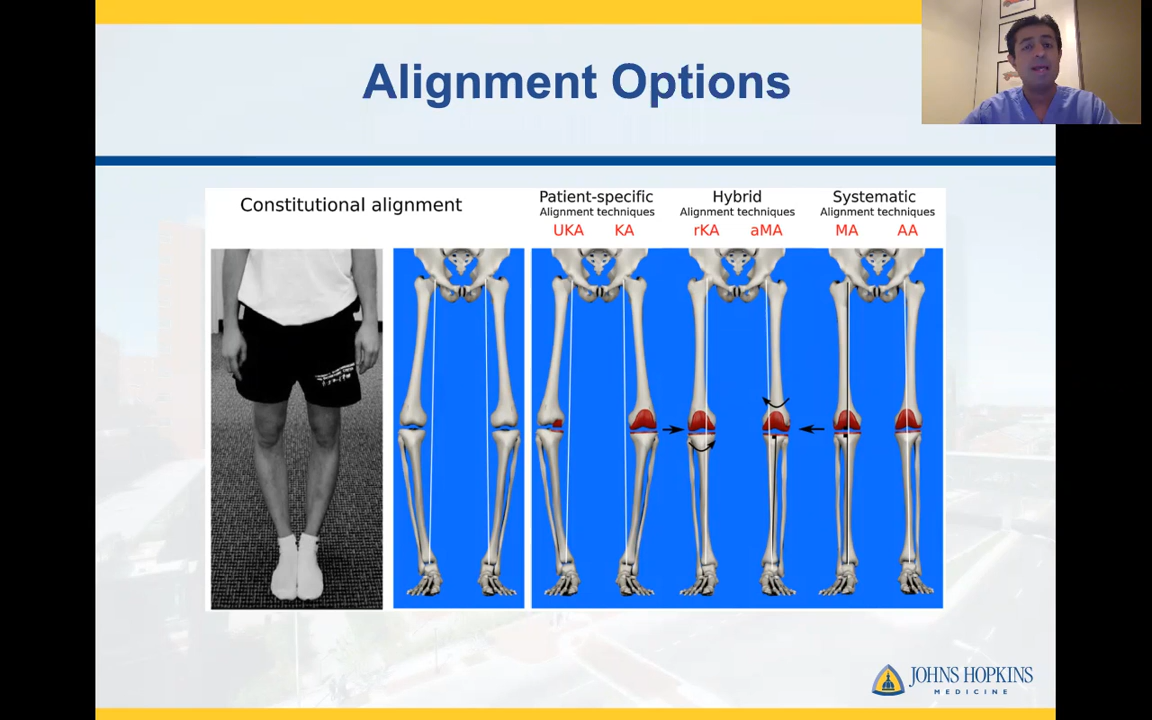 Alignment Options
Constitutional alignment
Patient-specific
Alignment techniques
UKA KA
Hybrid
Alignment techniques
rKA aMA
Systematic
Alignment techniques
MA AA
JOHNS HOPKINS
MEDICINE